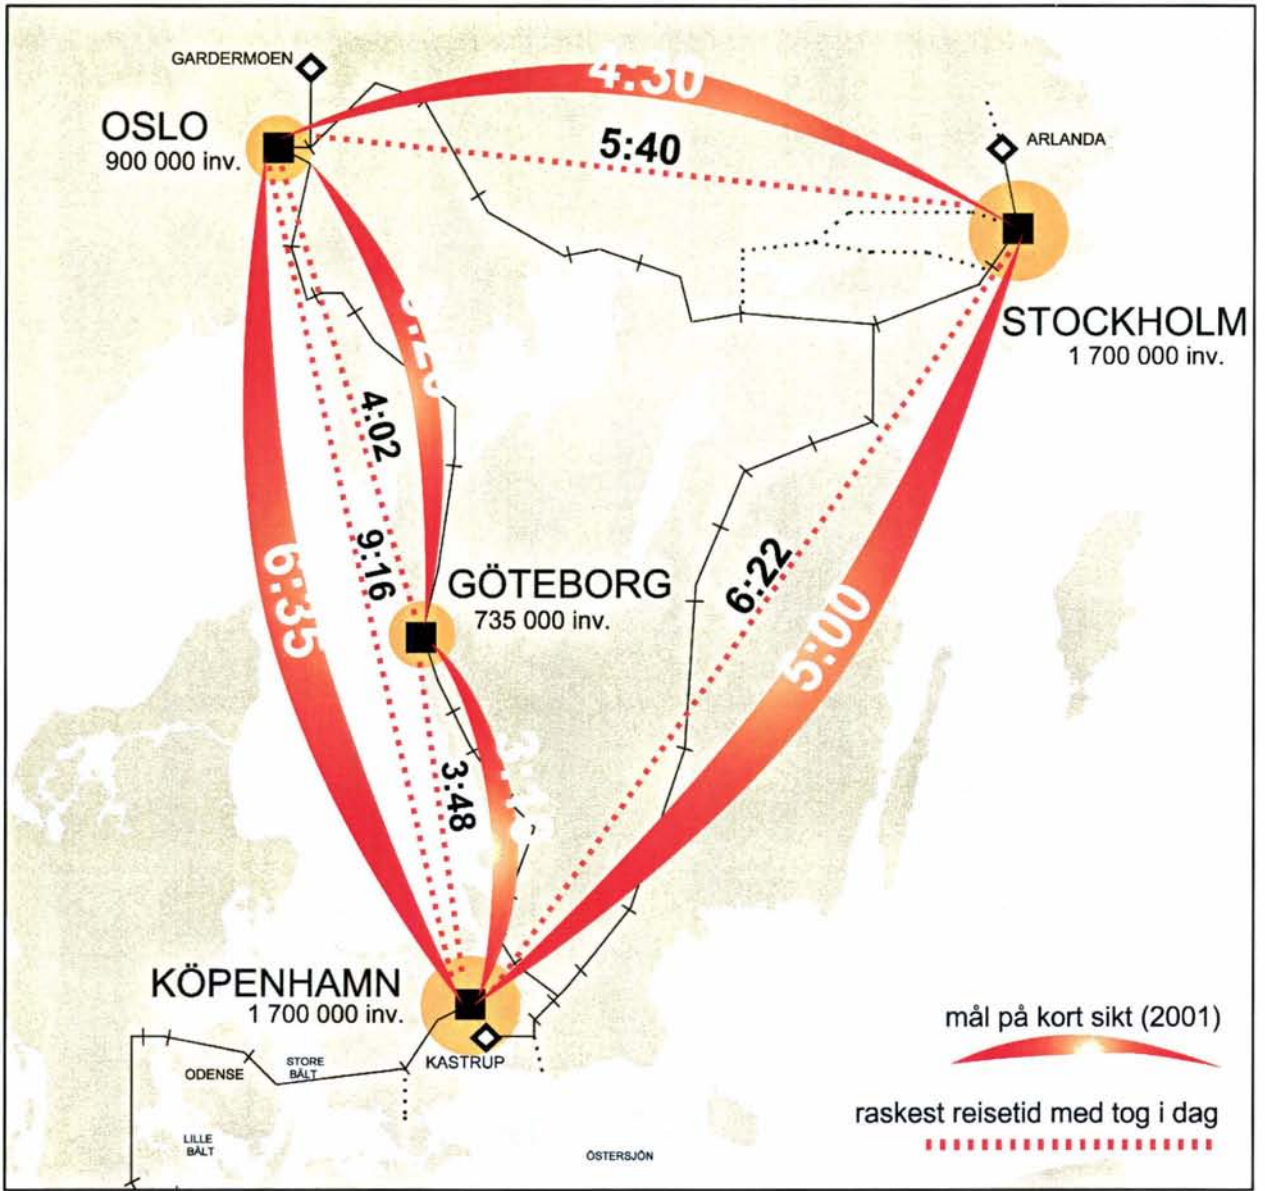 GARDERMOEN
4:30
OSLO
900 000 inv.
5:40
ARLANDA
STOCKHOLM
1 700 000 inv.
4:02
9:16
6:35
GÖTEBORG
735 000 inv.
6:22
5:00
3:48
KÖPENHAMN
1 700 000 inv.
KASTRUP
ODENSE
STORE
BÄLT
LILLE
BÄLT
ÖSTERSJÖN
mål på kort sikt (2001)
raskest reisetid med tog i dag